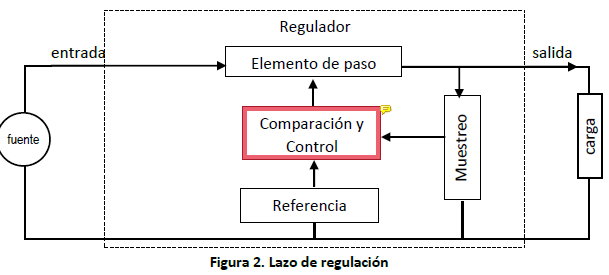 Regulador
entrada
Elemento de paso
salida
fuente
Comparación y
Control
Muestreo
carga
Referencia
Figura 2. Lazo de regulación